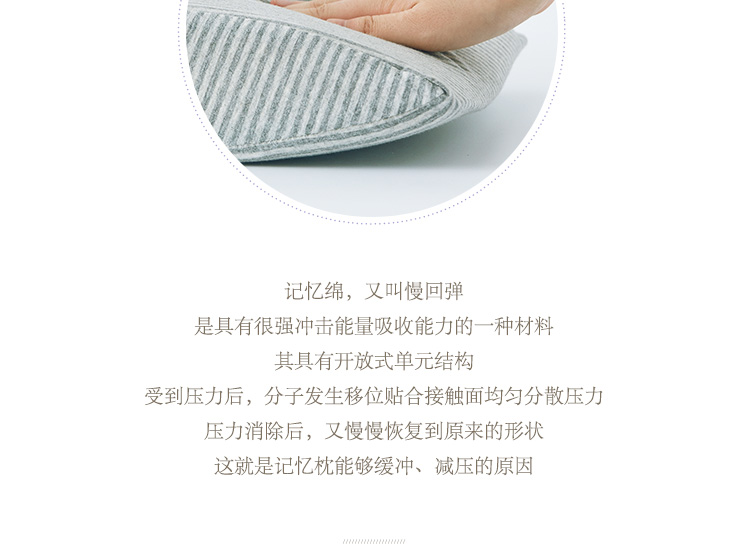 记忆绵，又叫慢回弹
是具有很强冲击能量吸收能力的一种材料
其具有开放式单元结构
受到压力后，分子发生移位贴合接触面均匀分散压力
压力消除后，又慢慢恢复到原来的形状
这就是记忆枕能够缓冲、减压的原因